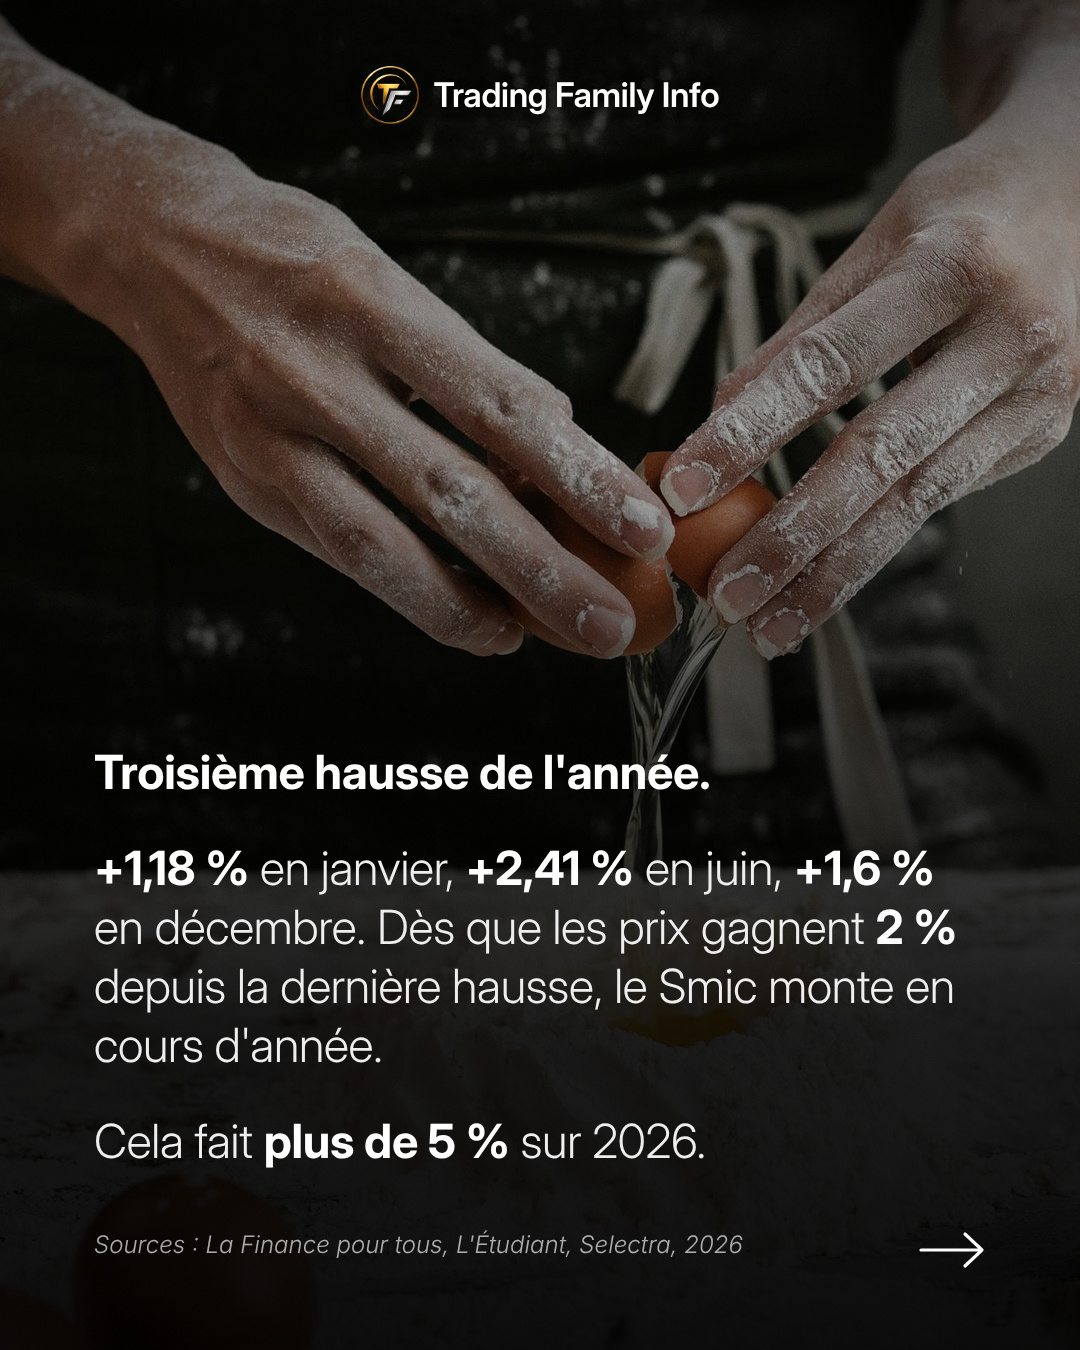 Trading Family Info
Troisième hausse de l'année.
+1,18 % en janvier, +2,41 % en juin, +1,6 %
en décembre. Dès que les prix gagnent 2 %
depuis la dernière hausse, le Smic monte en
cours d'année.
Cela fait plus de 5 % sur 2026.
Sources : La Finance pour tous, L'Étudiant, Selectra, 2026